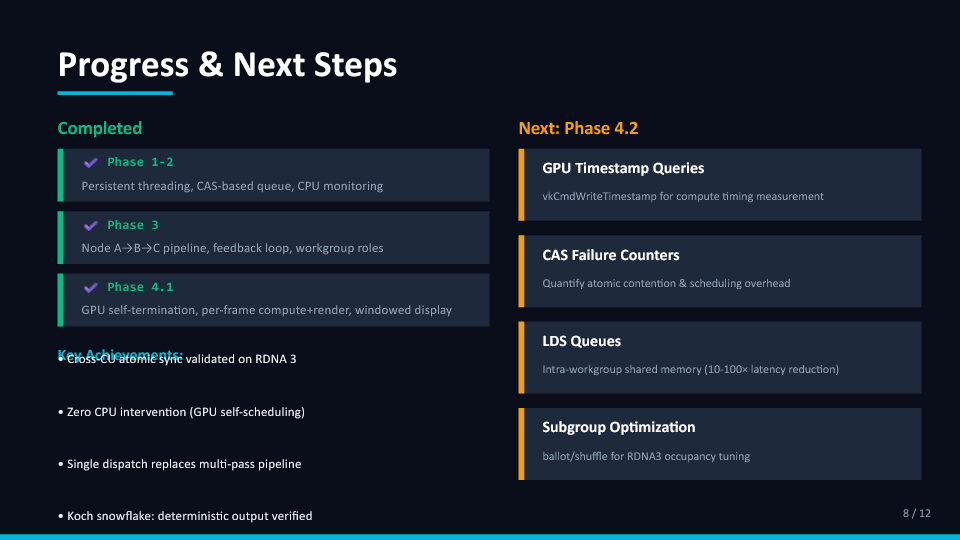 Progress & Next Steps
Completed
✔ Phase 1-2
Persistent threading, CAS-based queue, CPU monitoring
✔ Phase 3
Node A→B→C pipeline, feedback loop, workgroup roles
✔ Phase 4.1
GPU self-termination, per-frame compute+render, windowed display
Key Achievements:
• Cross-CU atomic sync validated on RDNA 3
• Zero CPU intervention (GPU self-scheduling)
• Single dispatch replaces multi-pass pipeline
• Koch snowflake: deterministic output verified
Next: Phase 4.2
GPU Timestamp Queries
vkCmdWriteTimestamp for compute timing measurement
CAS Failure Counters
Quantify atomic contention & scheduling overhead
LDS Queues
Intra-workgroup shared memory (10-100× latency reduction)
Subgroup Optimization
ballot/shuffle for RDNA3 occupancy tuning
8 / 12